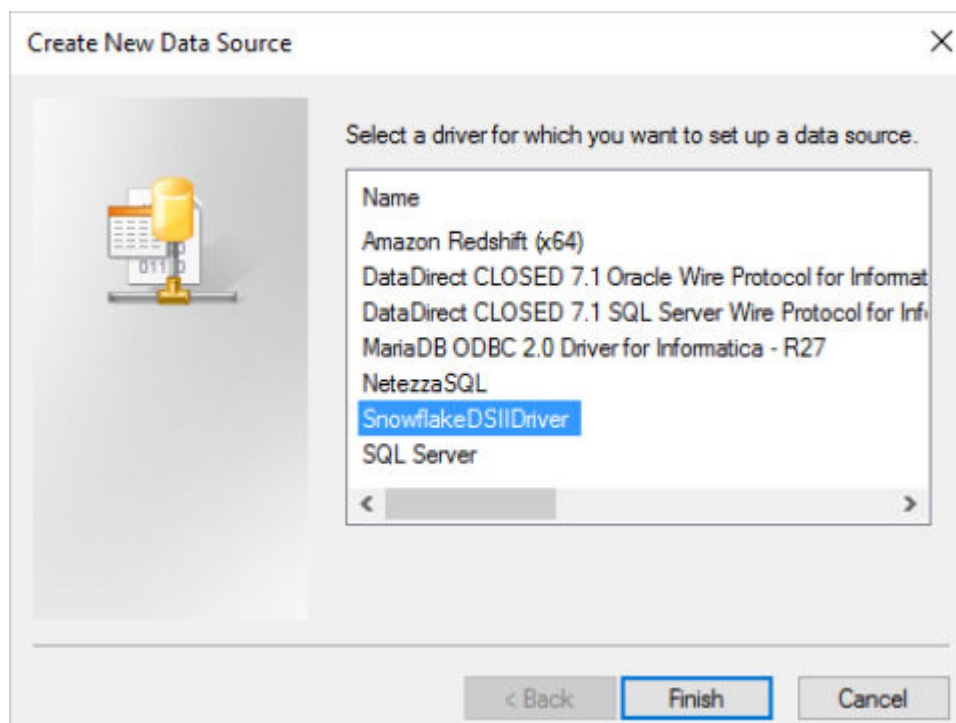 Create New Data Source
Select a driver for which you want to set up a data source.
Name
Amazon Redshift (x64)
DataDirect CLOSED 7.1 Oracle Wire Protocol for Informat
DataDirect CLOSED 7.1 SQL Server Wire Protocol for Info
MariaDB ODBC 2.0 Driver for Informatica - R27
NetezzaSQL
SnowflakeDSIIDriver
SQL Server
< Back Finish Cancel